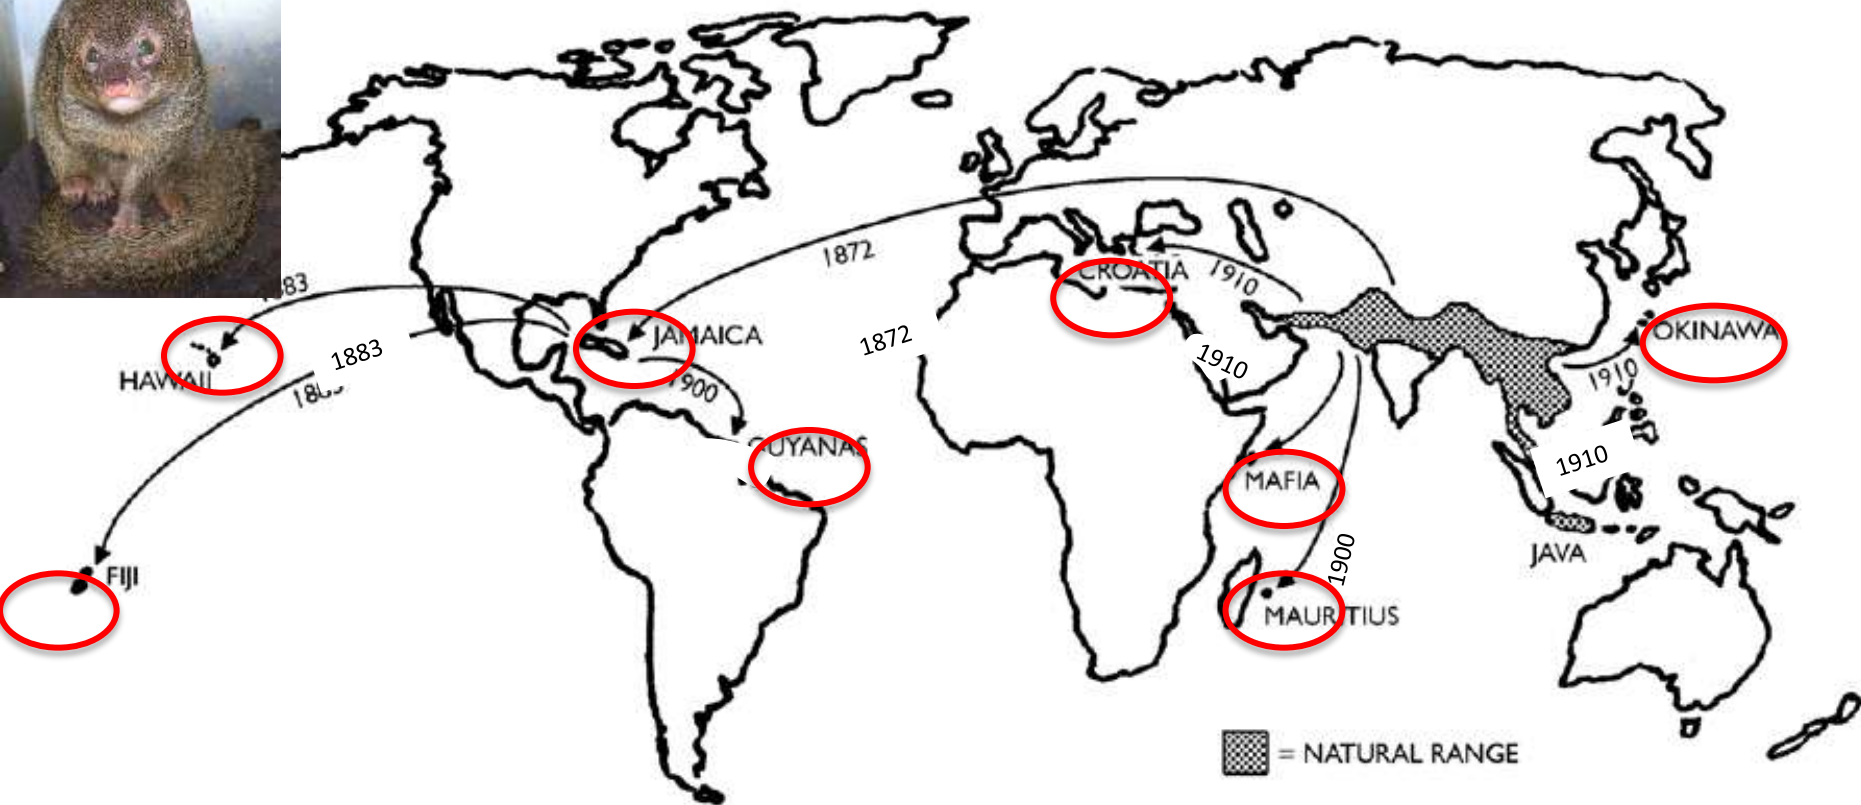 1872
1910
CROATIA
883
JAMAICA
1872
OKINAWA
1883
1910
1910
HAWAII
1900
GUYANAS
1910
MAFIA
JAVA
1900
FIJI
MAURITIUS
= NATURAL RANGE